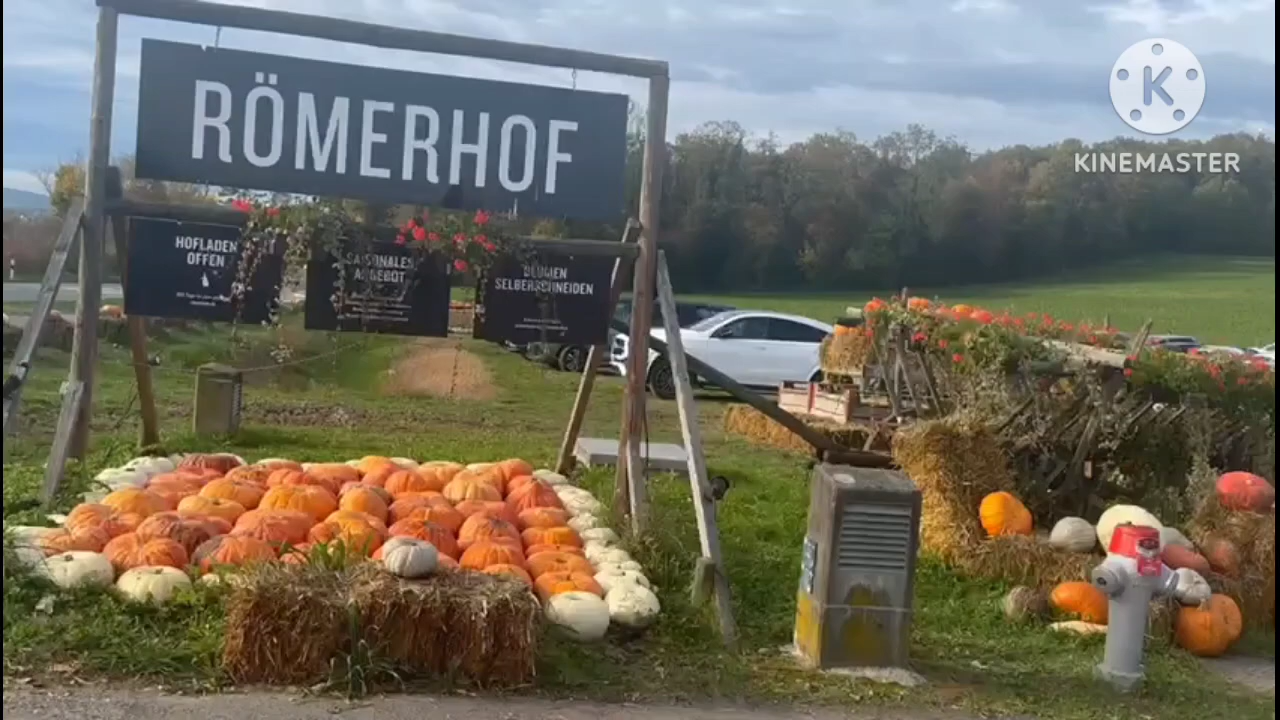 RÖMERHOF
HOFLADEN
OFFEN
SAISONALES
ANGEBOT
BLUMEN
SELBERSCHNEIDEN
K
KINEMASTER